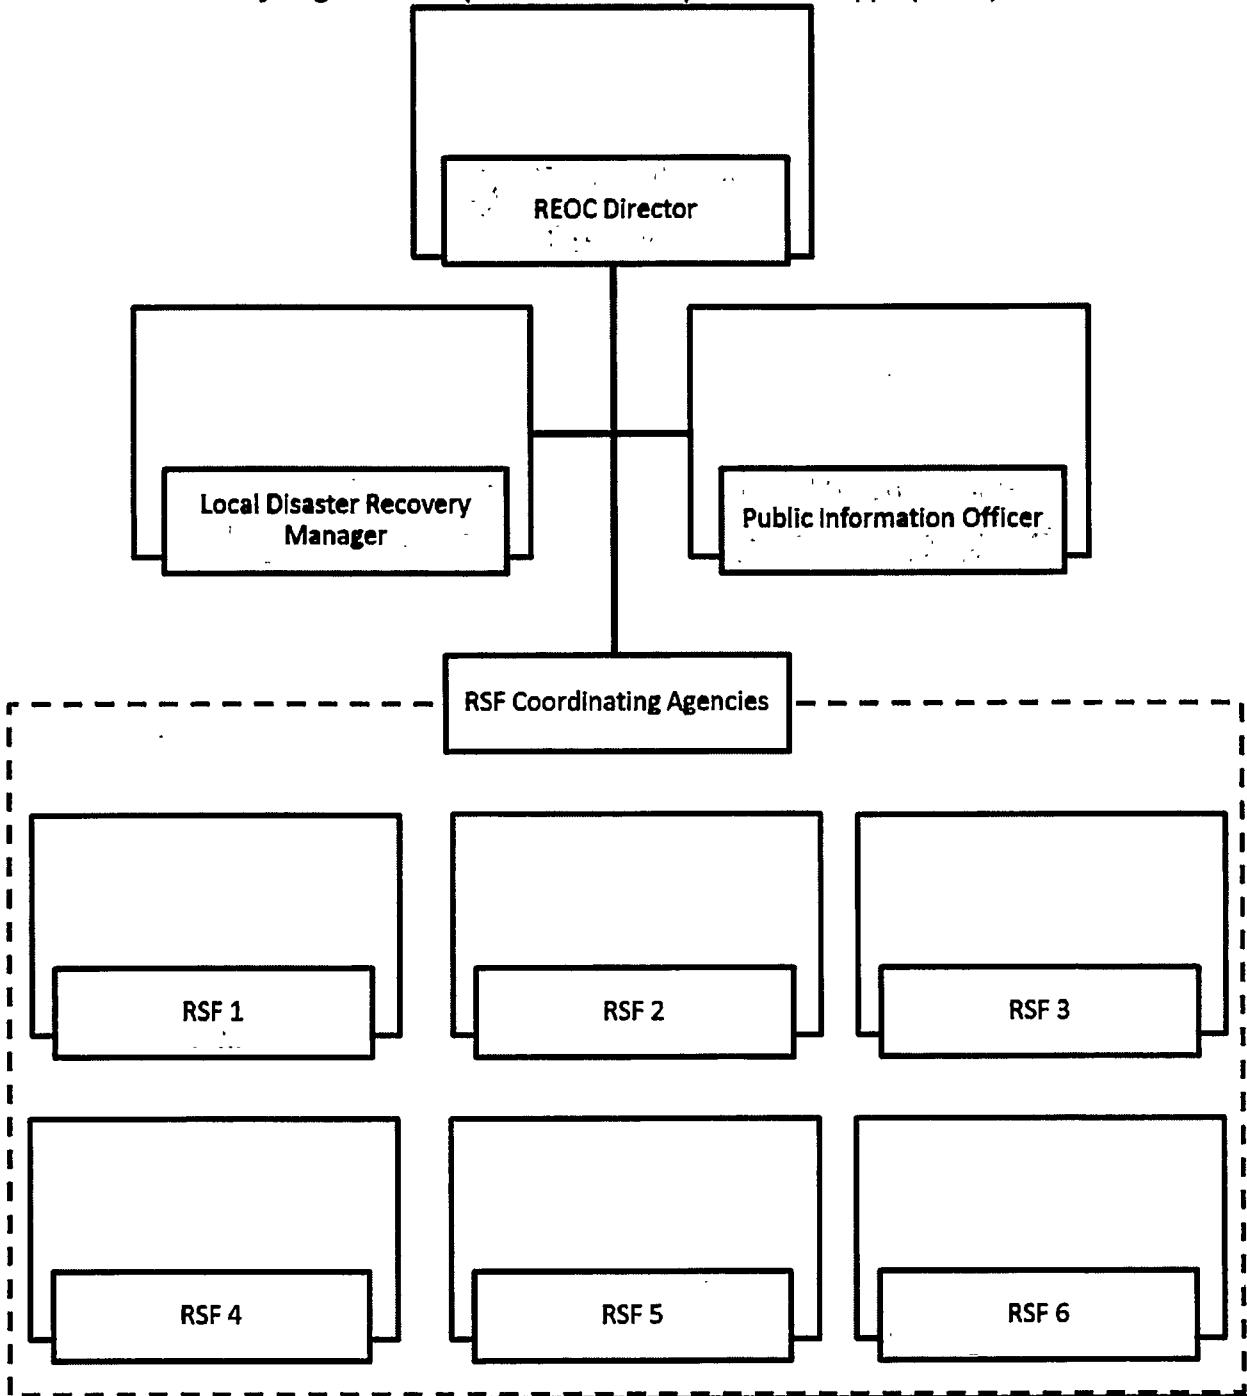 REOC Director
Local Disaster Recovery
Manager
Public Information Officer
RSF Coordinating Agencies
RSF 1
RSF 2
RSF 3
RSF 4
RSF 5
RSF 6